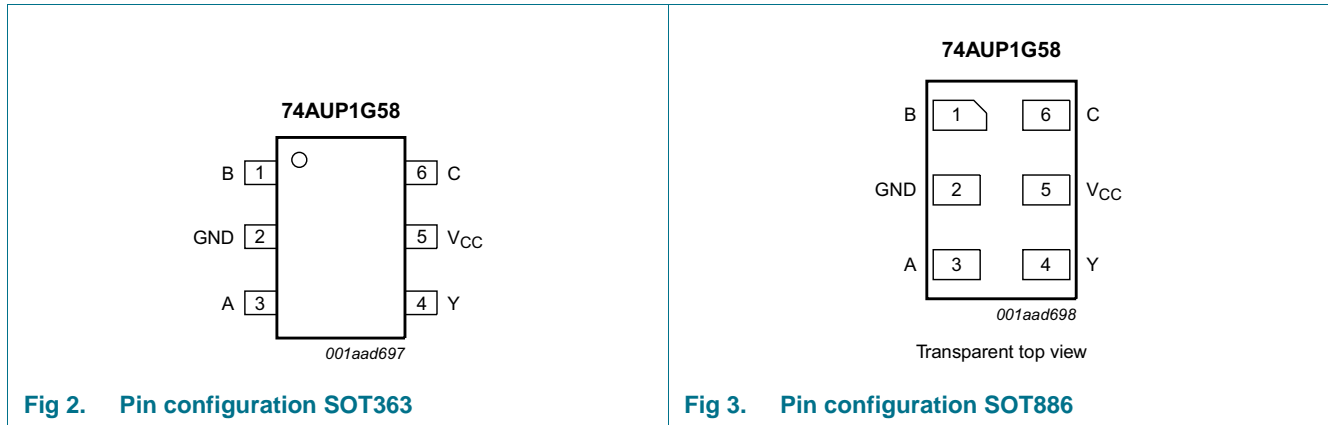 74AUP1G58
B 1 6 C
GND 2 5 VCC
A 3 4 Y
001aad697
Fig 2. Pin configuration SOT363
74AUP1G58
B 1 6 C
GND 2 5 VCC
A 3 4 Y
001aad698
Transparent top view
Fig 3. Pin configuration SOT886